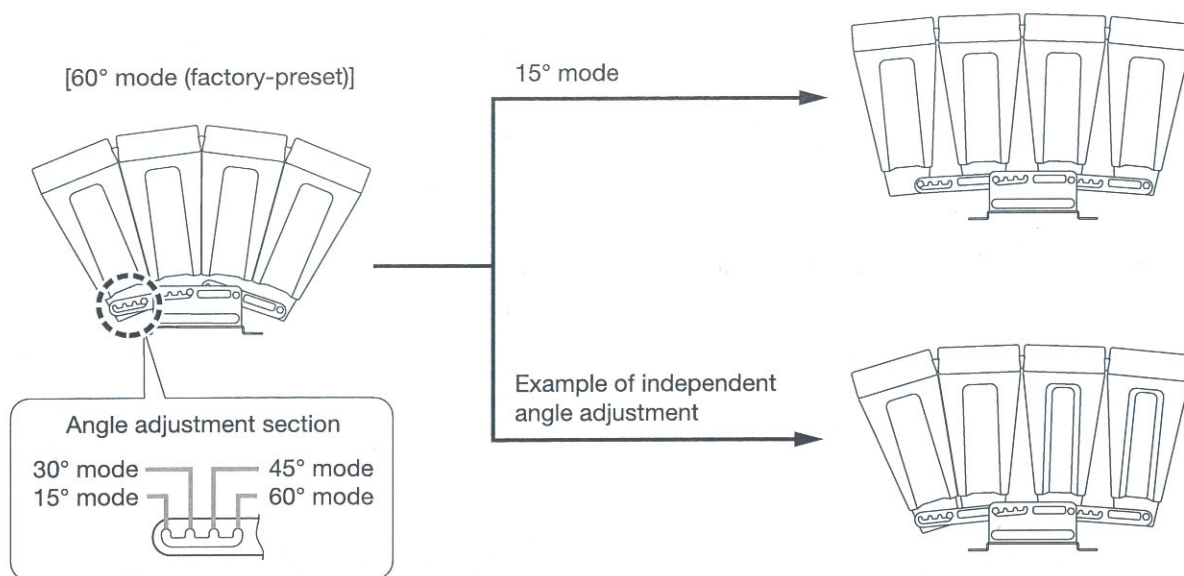 [60° mode (factory-preset)]
15° mode
Example of independent
angle adjustment
Angle adjustment section
30° mode
45° mode
15° mode
60° mode